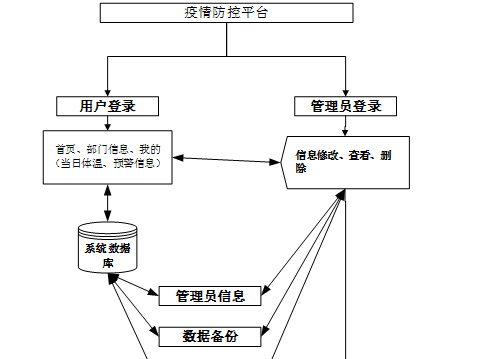 疫情防控平台
用户登录
管理员登录
首页、部门信息、我的
（当日体温、预警信息）
信息修改、查看、删
除
系统数据
库
管理员信息
数据备份